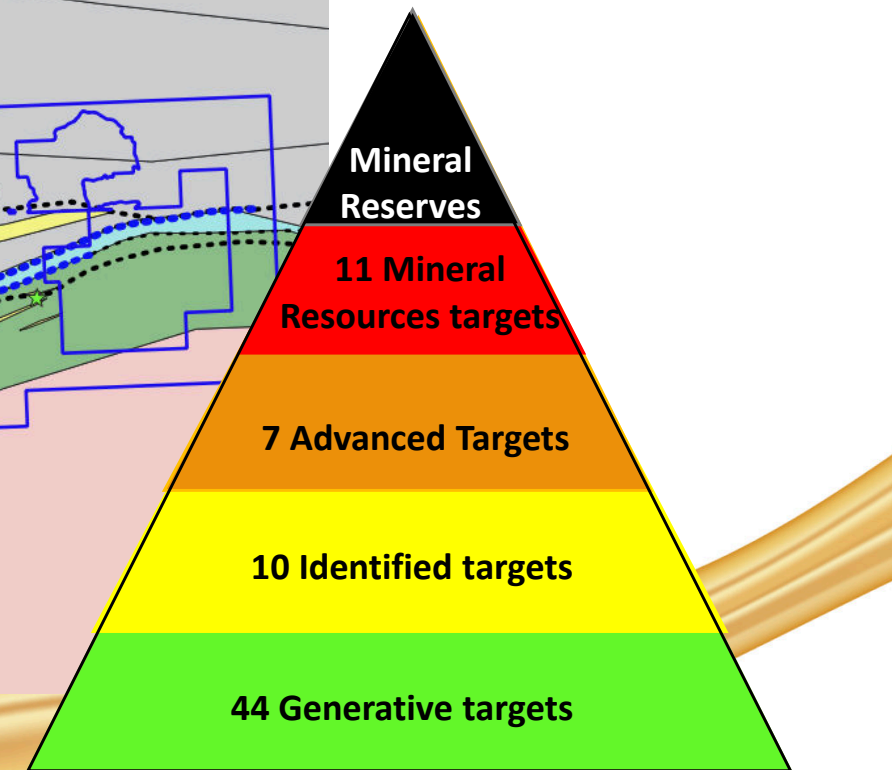 Mineral
Reserves
11 Mineral
Resources targets
7 Advanced Targets
10 Identified targets
44 Generative targets